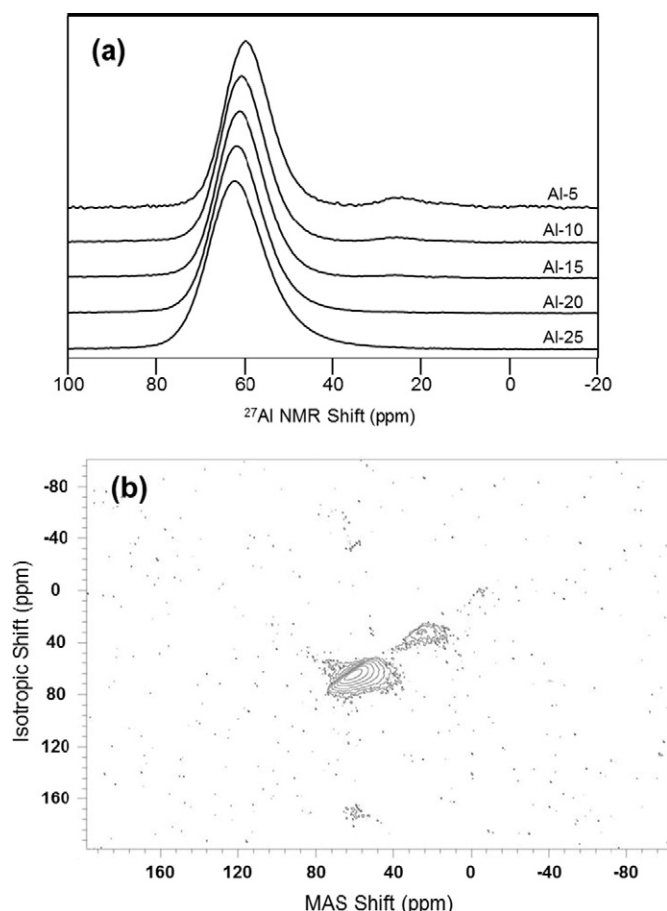 (a)
Al-5
Al-10
Al-15
Al-20
Al-25
100 80 60 40 20 0 -20
²⁷Al NMR Shift (ppm)
(b)
-80
-40
0
40
80
120
160
Isotropic Shift (ppm)
160 120 80 40 0 -40 -80
MAS Shift (ppm)